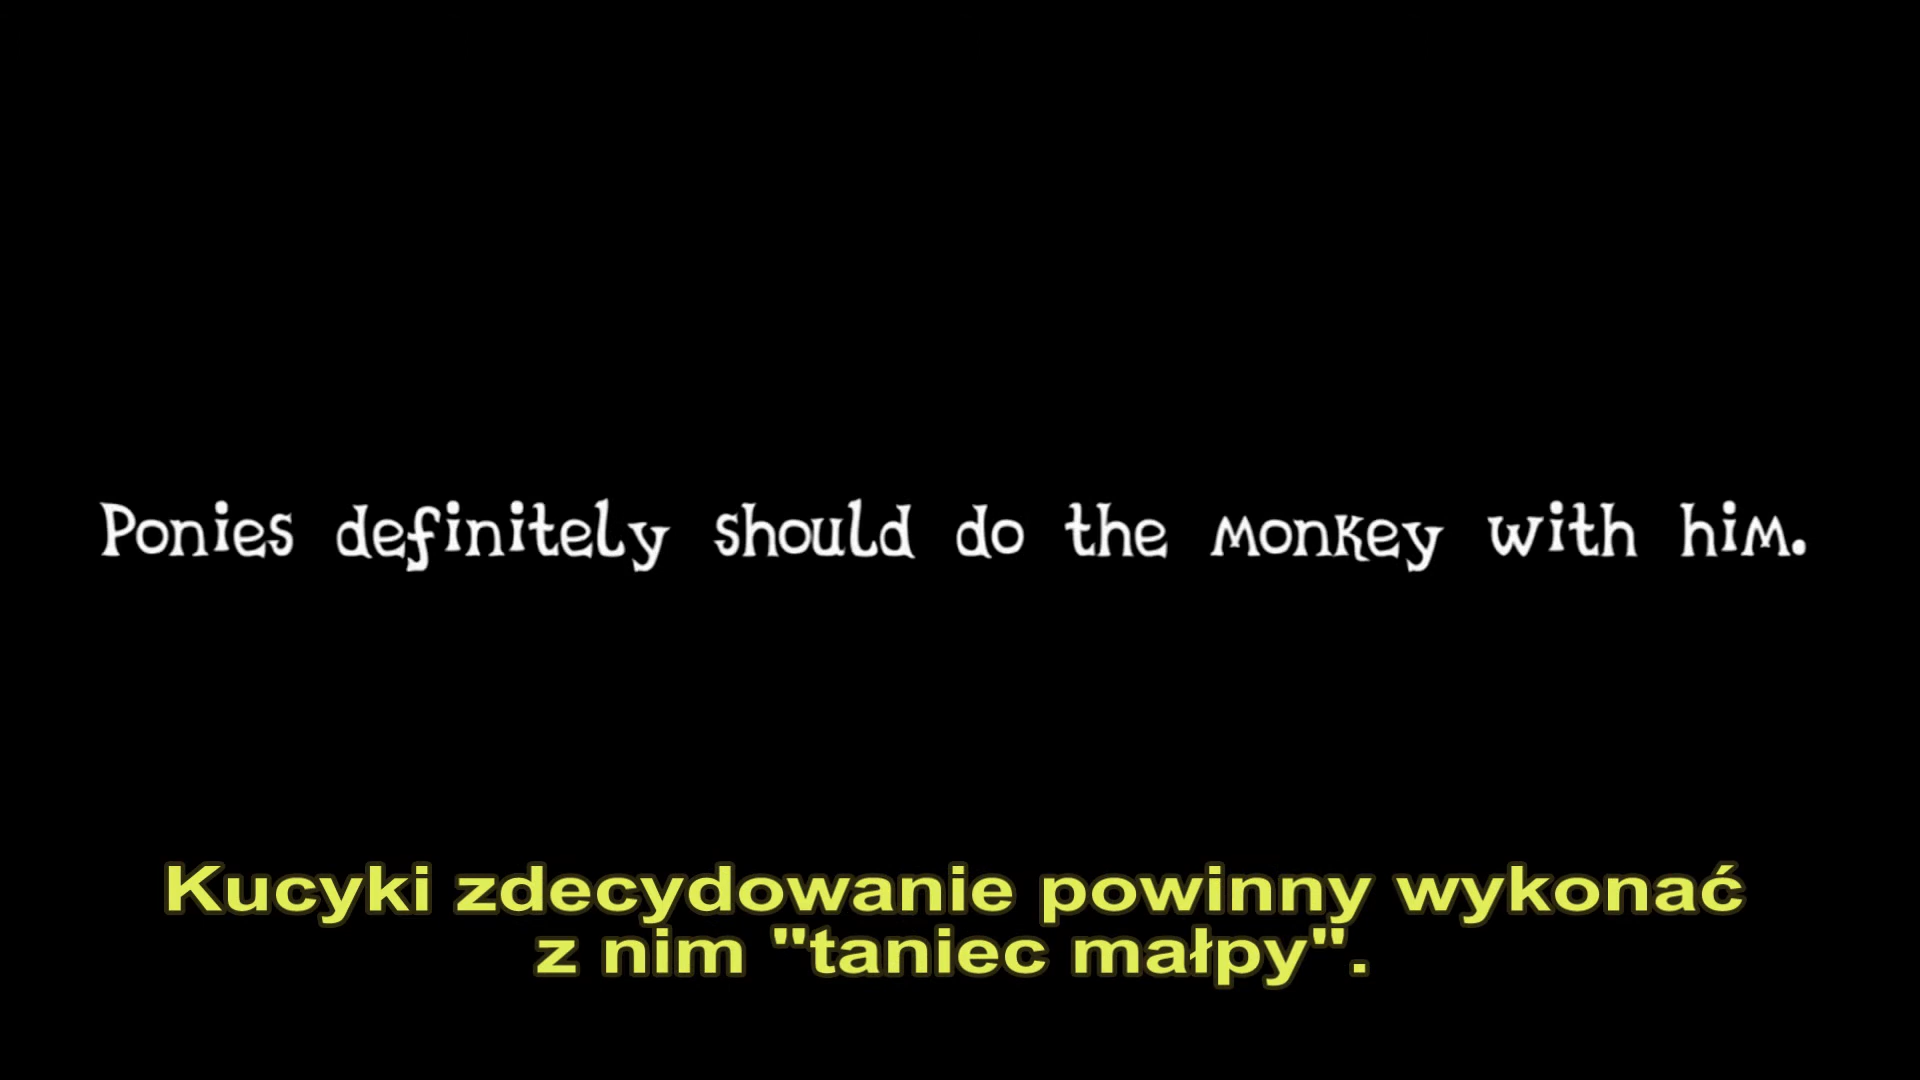 Ponies definitely should do the monkey with him.
Kucyki zdecydowanie powinny wykonać
z nim "taniec małpy".